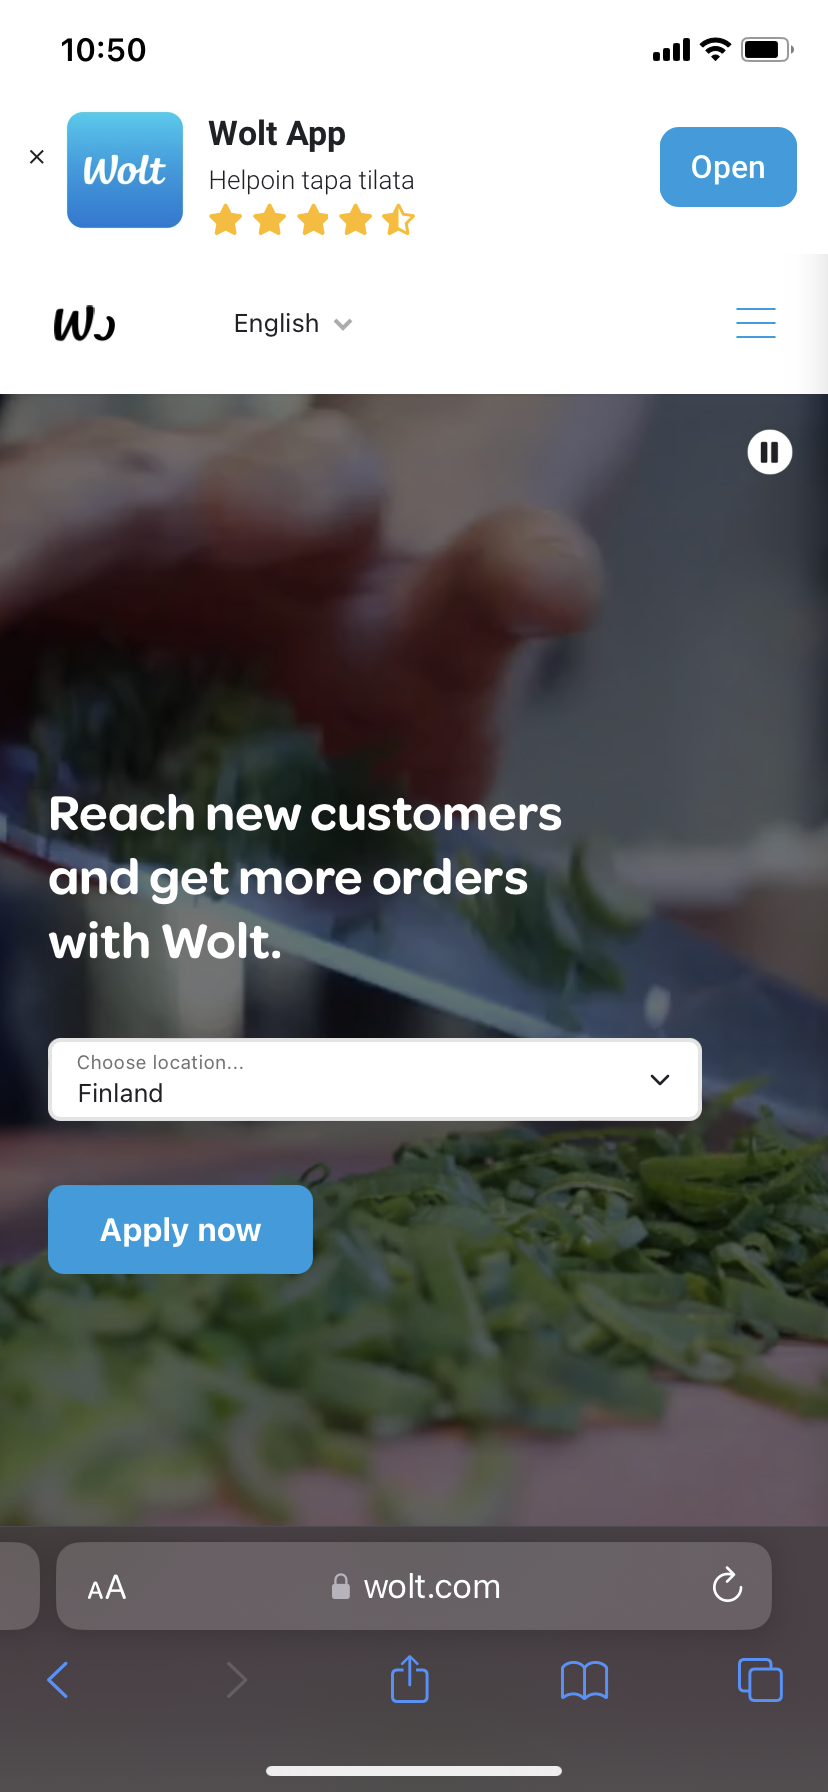 10:50
Wolt
Wolt App
Helpoin tapa tilata
Open
W
English
Reach new customers
and get more orders
with Wolt.
Choose location...
Finland
Apply now
AA
wolt.com